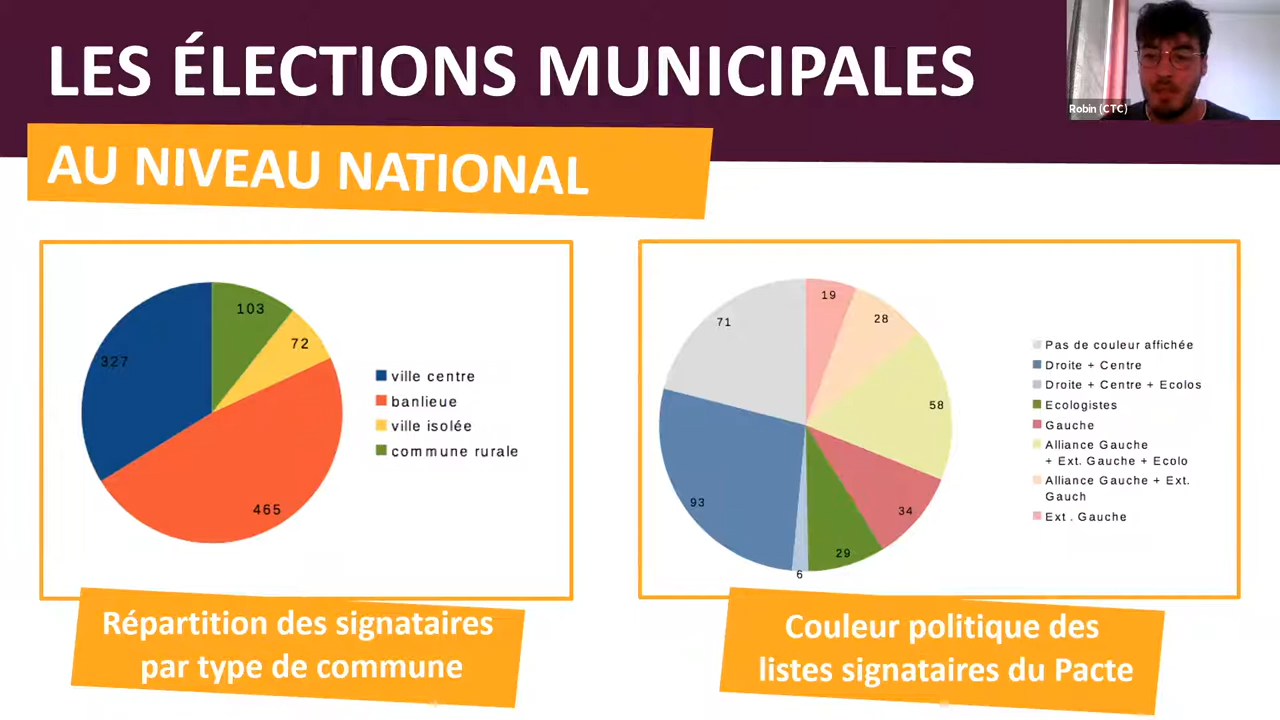 LES ÉLECTIONS MUNICIPALES
Robin (CTC)
AU NIVEAU NATIONAL
103
72
327
465
ville centre
banlieue
ville isolée
commune rurale
19
28
71
58
93
34
29
6
Pas de couleur affichée
Droite + Centre
Droite + Centre + Ecolos
Ecologistes
Gauche
Alliance Gauche
+ Ext. Gauche + Ecolo
Alliance Gauche + Ext.
Gauch
Ext . Gauche
Répartition des signataires
par type de commune
Couleur politique des
listes signataires du Pacte